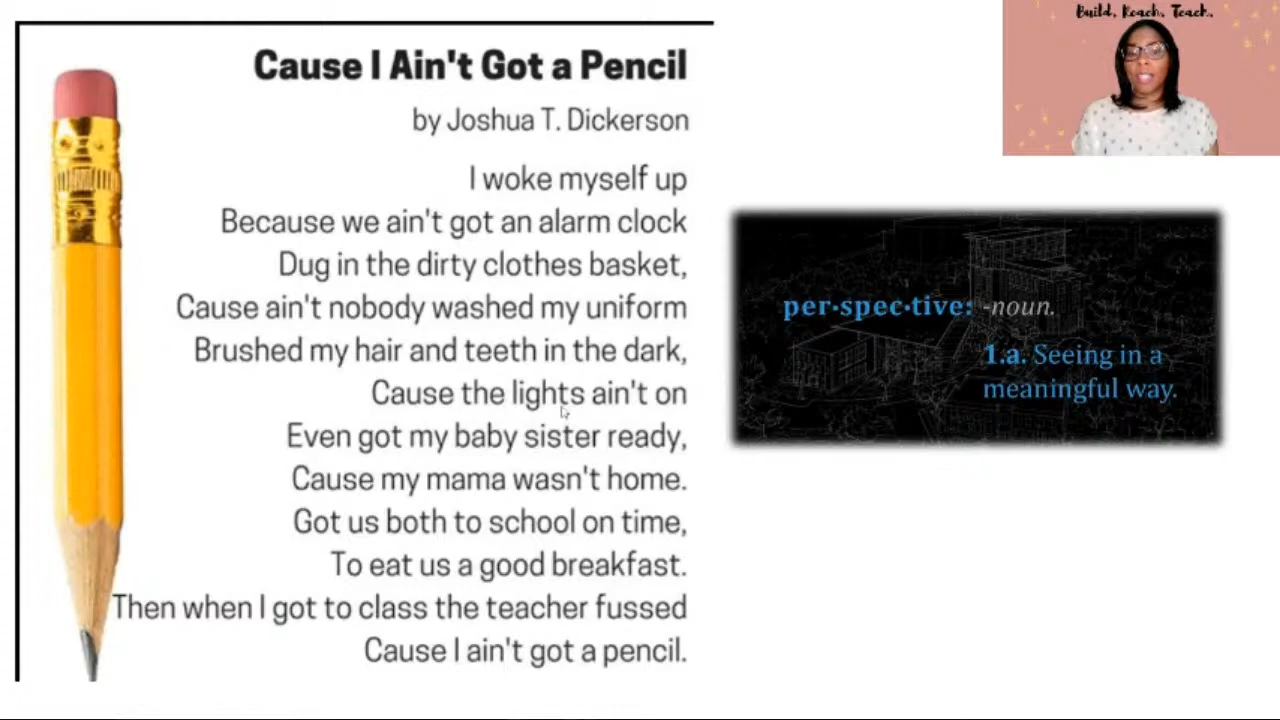 Build. Reach. Teach.
Cause I Ain't Got a Pencil
by Joshua T. Dickerson
I woke myself up
Because we ain't got an alarm clock
Dug in the dirty clothes basket,
Cause ain't nobody washed my uniform
Brushed my hair and teeth in the dark,
Cause the lights ain't on
Even got my baby sister ready,
Cause my mama wasn't home.
Got us both to school on time,
To eat us a good breakfast.
Then when I got to class the teacher fussed
Cause I ain't got a pencil.
per·spec·tive: -noun.
1.a. Seeing in a
meaningful way.